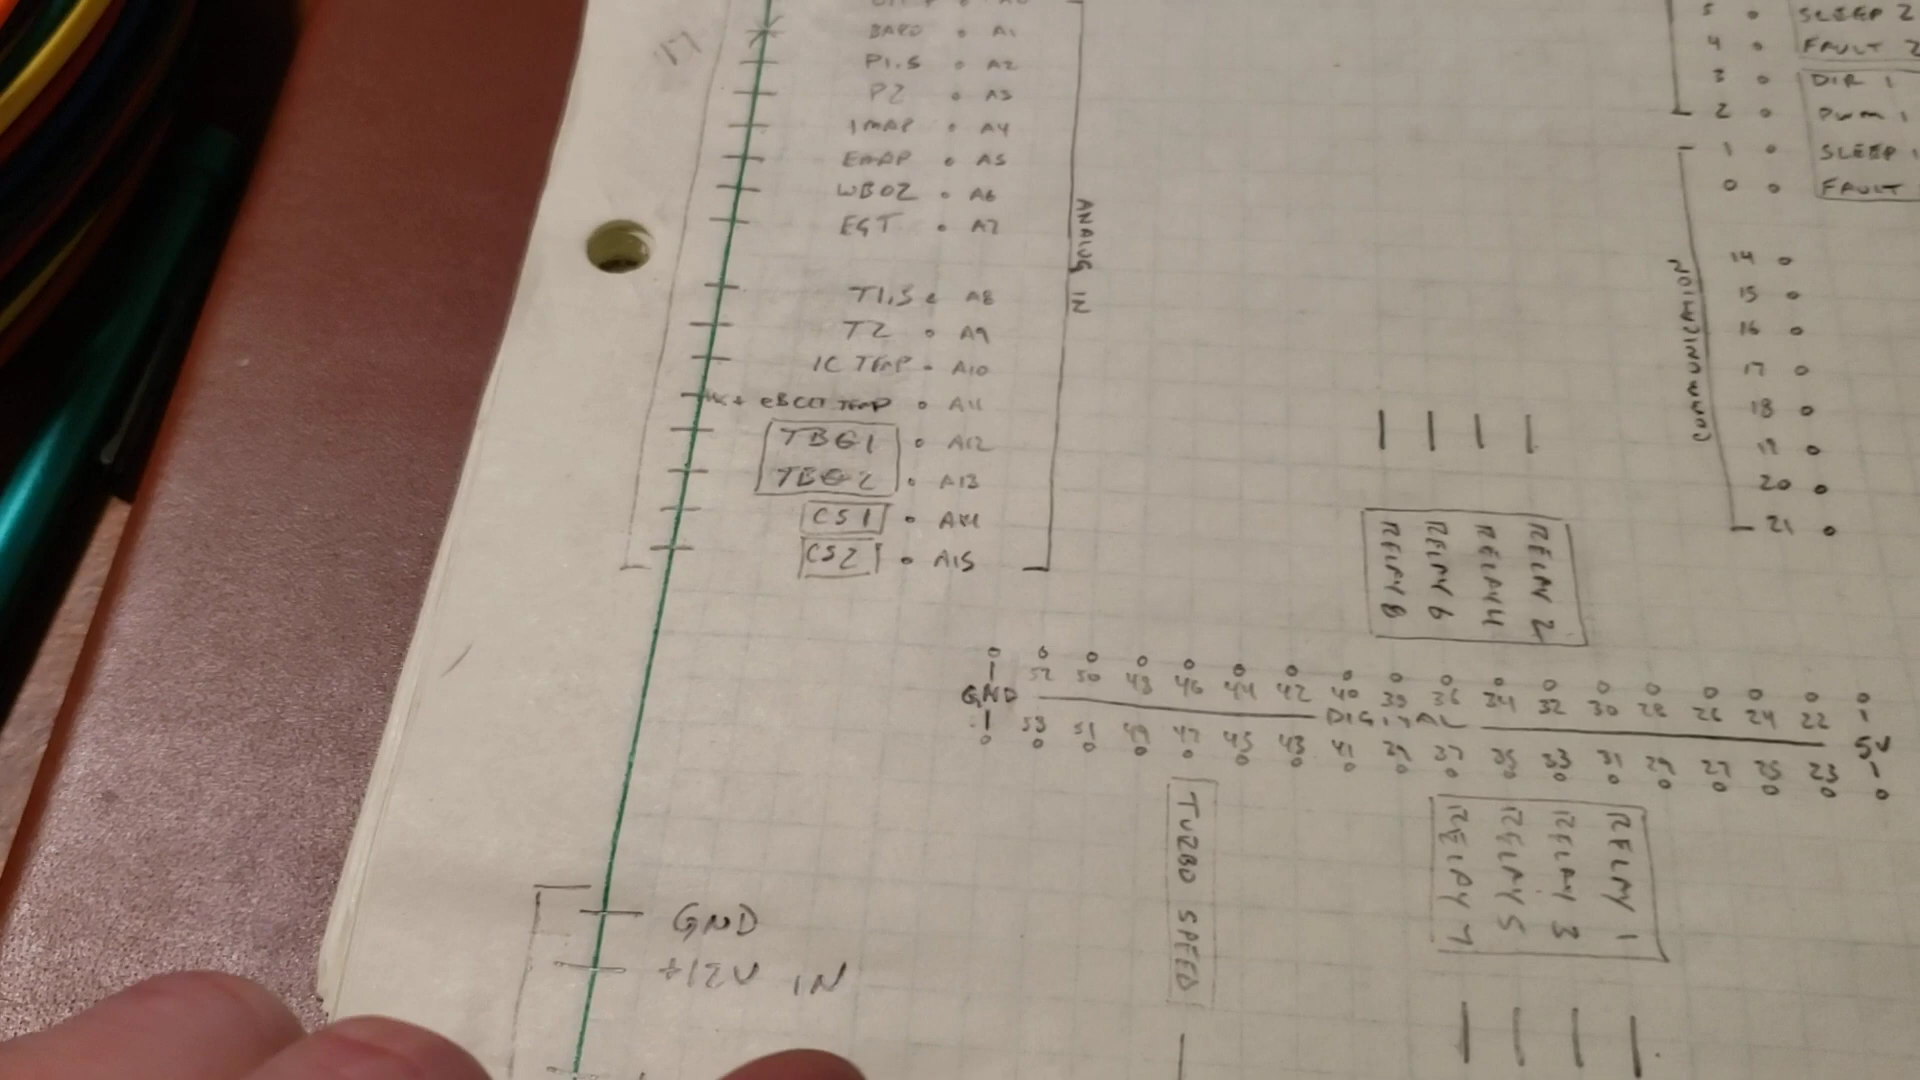 BARO A1
P1.5 A2
P2 A3
IMAP A4
EMAP A5
WBO2 A6
EGT A7
T1.5 A8
T2 A9
IC TEMP A10
TEMP A11
TBG1 A12
TBG2 A13
CS1 A14
CS2 A15
ANALOG IN
5 SLEEP 2
4 FAULT 2
3 DIR 1
2 PWM 1
1 SLEEP 1
0 FAULT
14
15
16
17
18
19
20
21
COMMUNICATION
RELAY 8
RELAY 6
RELAY 4
RELAY 2
52 50 48 46 44 42 40 38 36 34 32 30 28 26 24 22
GND DIGITAL 5V
53 51 49 47 45 43 41 39 37 35 33 31 29 27 25 23
TURBO SPEED
RELAY 7
RELAY 5
RELAY 3
RELAY 1
GND
+12V IN